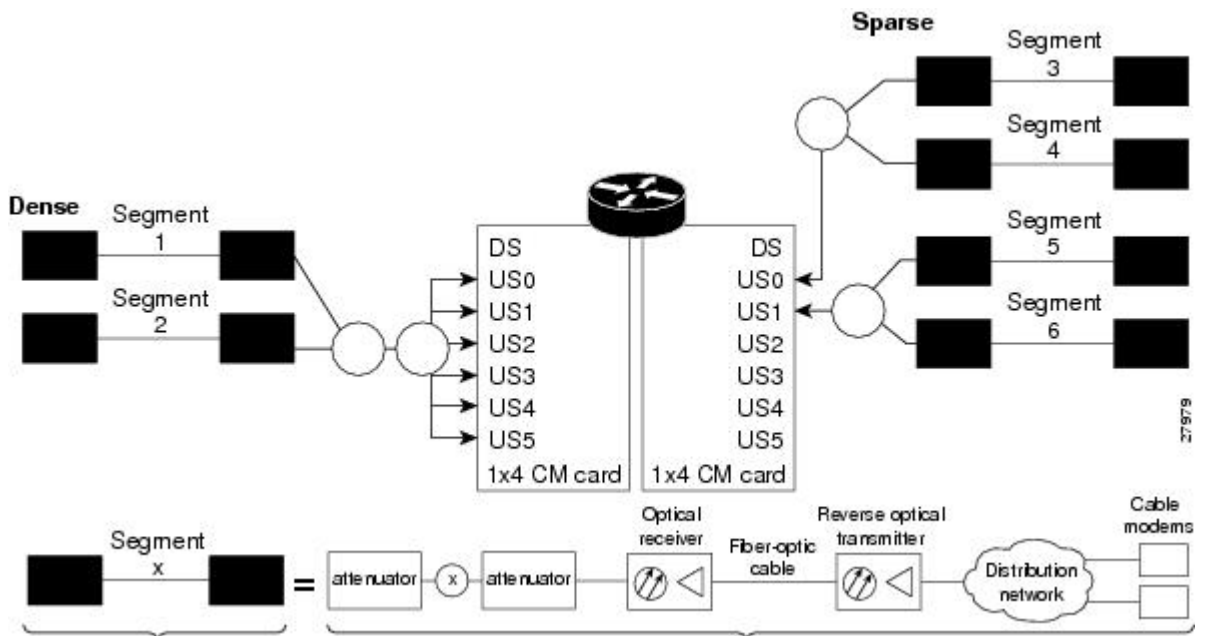 Sparse
Segment
3
Segment
4
Dense
Segment
1
Segment
2
Segment
5
Segment
6
DS
US0
US1
US2
US3
US4
US5
1x4 CM card
DS
US0
US1
US2
US3
US4
US5
1x4 CM card
27979
Segment
x
=
attenuator
x
attenuator
Optical
receiver
Fiber-optic
cable
Reverse optical
transmitter
Distribution
network
Cable
modems